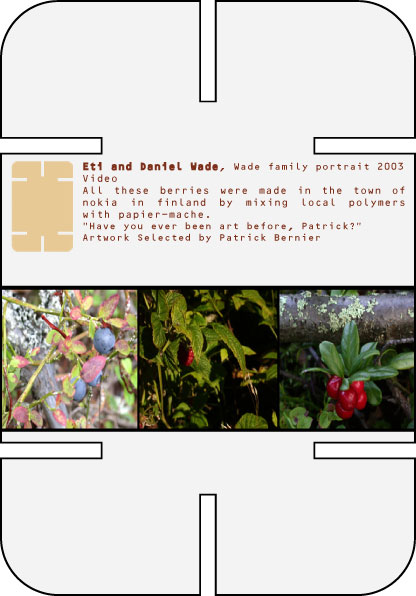 Eti and Daniel Wade, Wade family portrait 2003
Video
All these berries were made in the town of
nokia in finland by mixing local polymers
with papier-mache.
"Have you ever been art before, Patrick?"
Artwork Selected by Patrick Bernier